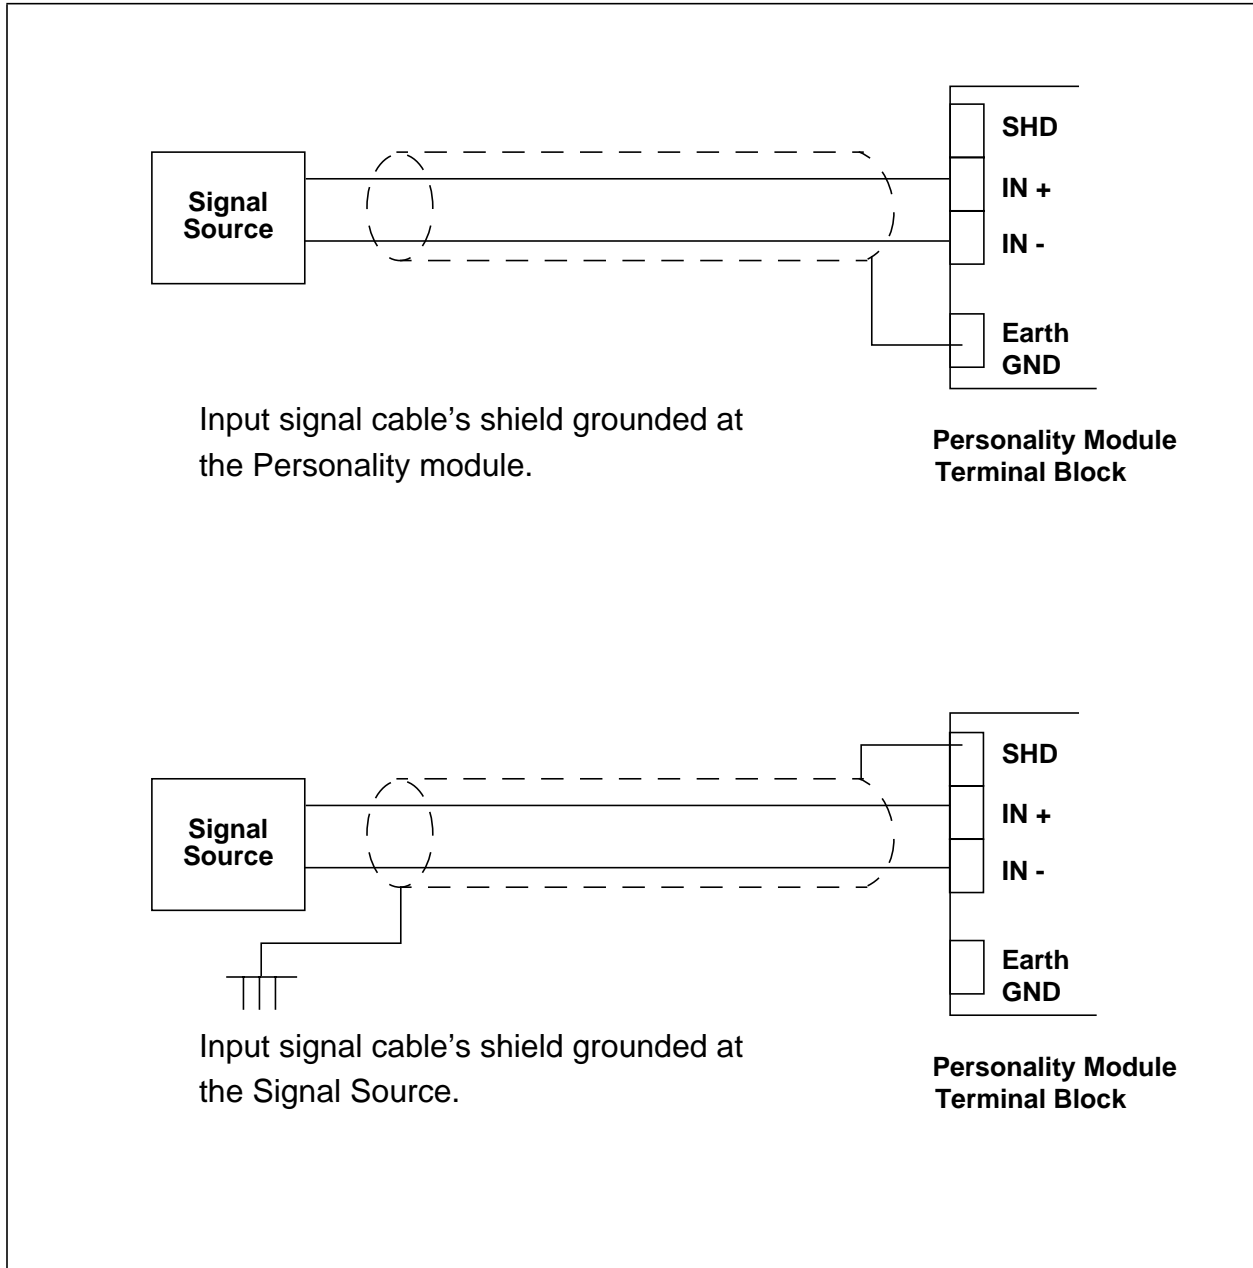 SHD
Signal
Source
IN +
IN -
Earth
GND
Input signal cable’s shield grounded at
the Personality module.
Personality Module
Terminal Block
SHD
Signal
Source
IN +
IN -
Earth
GND
Input signal cable’s shield grounded at
the Signal Source.
Personality Module
Terminal Block